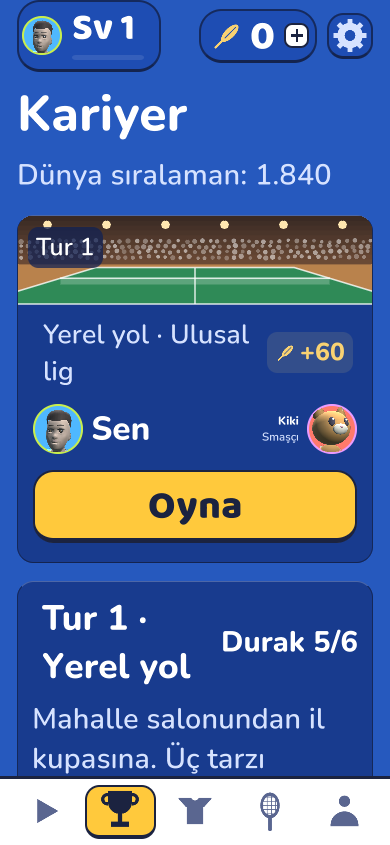 Sv 1
0
Kariyer
Dünya sıralaman: 1.840
Tur 1
Yerel yol · Ulusal
lig
+60
Sen
Kiki
Smaşçı
Oyna
Tur 1 ·
Yerel yol
Durak 5/6
Mahalle salonundan il
kupasına. Üç tarzı